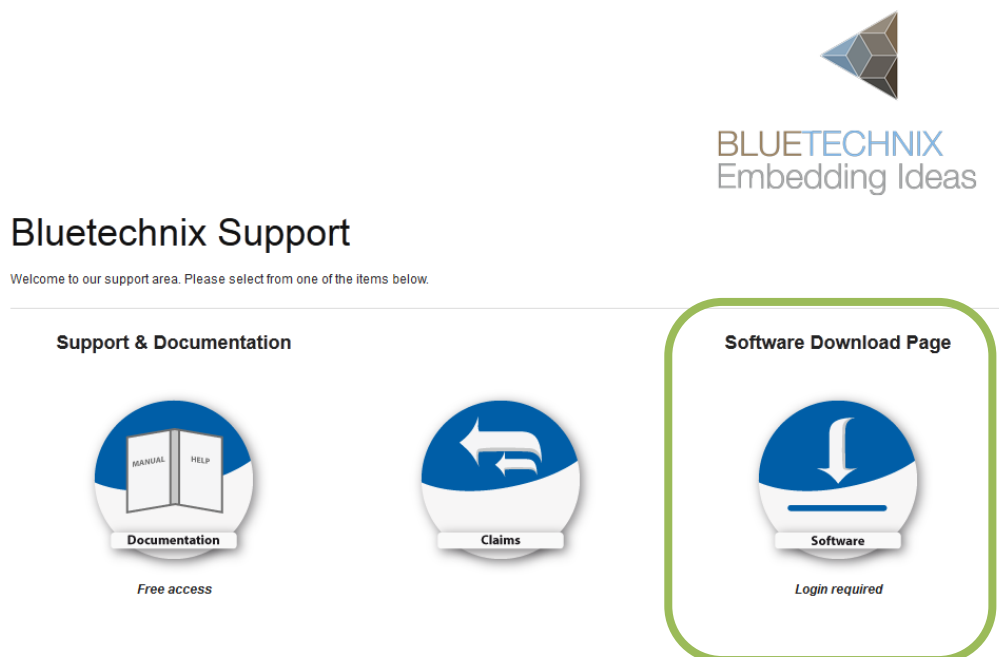 BLUETECHNIX
Embedding Ideas
Bluetechnix Support
Welcome to our support area. Please select from one of the items below.
Support & Documentation
Software Download Page
MANUAL
HELP
Documentation
Claims
Software
Free access
Login required